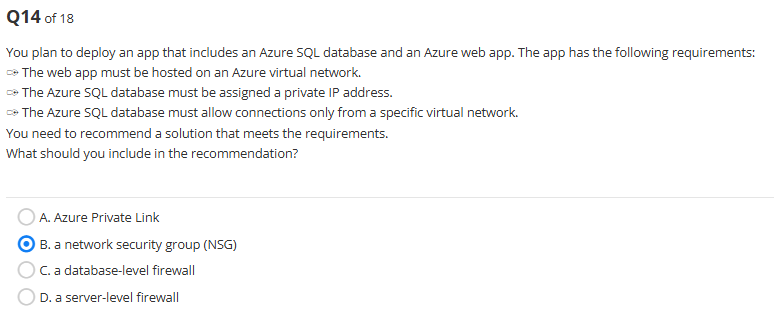 Q14 of 18
You plan to deploy an app that includes an Azure SQL database and an Azure web app. The app has the following requirements:
The web app must be hosted on an Azure virtual network.
The Azure SQL database must be assigned a private IP address.
The Azure SQL database must allow connections only from a specific virtual network.
You need to recommend a solution that meets the requirements.
What should you include in the recommendation?
A. Azure Private Link
B. a network security group (NSG)
C. a database-level firewall
D. a server-level firewall